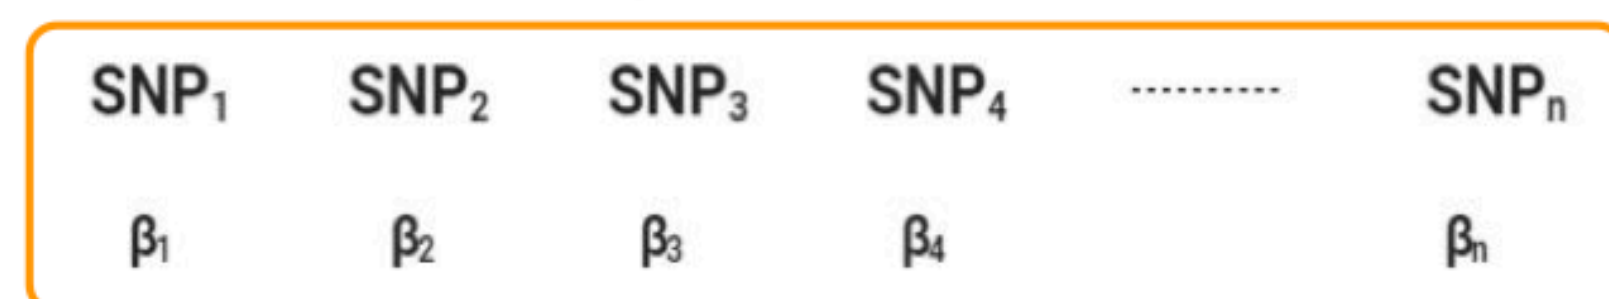 SNP₁ SNP₂ SNP₃ SNP₄ ---------- SNPₙ
β₁ β₂ β₃ β₄ βₙ